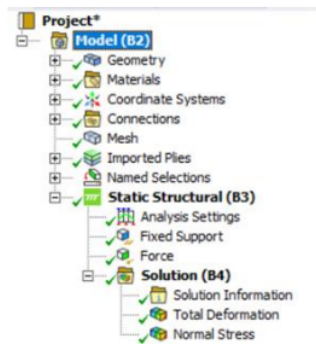 Project*
Model (B2)
Geometry
Materials
Coordinate Systems
Connections
Mesh
Imported Plies
Named Selections
Static Structural (B3)
Analysis Settings
Fixed Support
Force
Solution (B4)
Solution Information
Total Deformation
Normal Stress